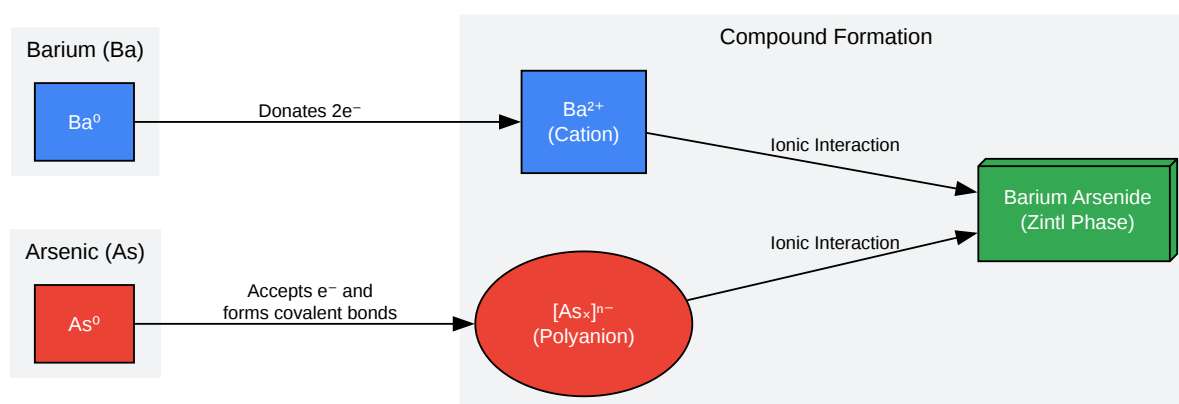 Compound Formation
Barium (Ba)
Ba⁰
Donates 2e⁻
Ba²⁺
(Cation)
Ionic Interaction
Barium Arsenide
(Zintl Phase)
Arsenic (As)
As⁰
Accepts e⁻ and
forms covalent bonds
[Asₓ]ⁿ⁻
(Polyanion)
Ionic Interaction